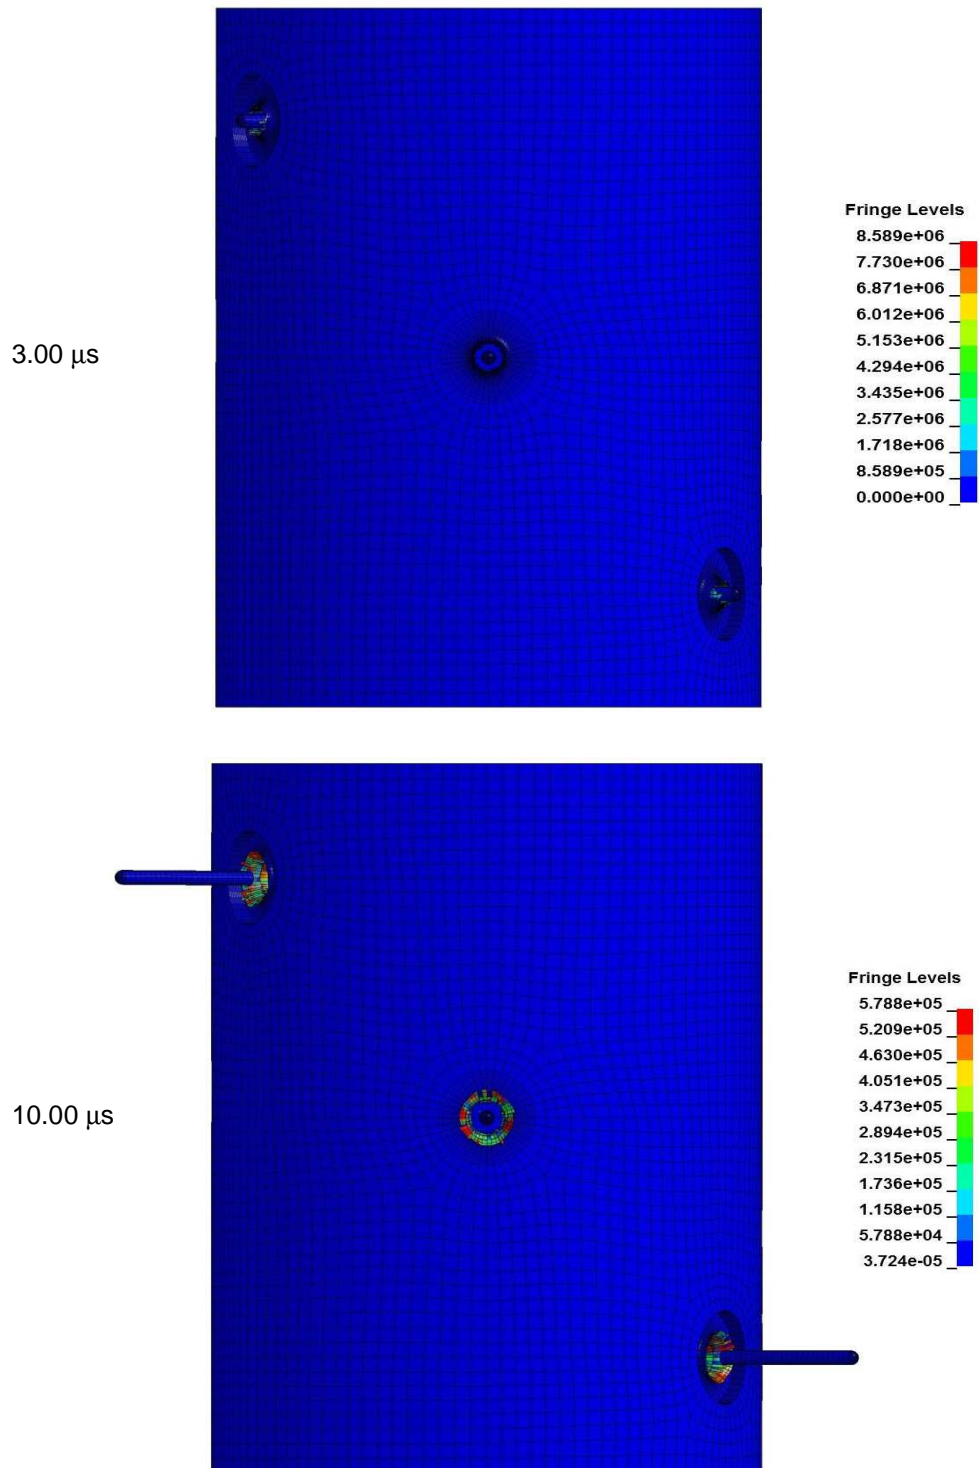 Fringe Levels
8.589e+06
7.730e+06
6.871e+06
6.012e+06
5.153e+06
4.294e+06
3.435e+06
2.577e+06
1.718e+06
8.589e+05
0.000e+00
3.00 μs
Fringe Levels
5.788e+05
5.209e+05
4.630e+05
4.051e+05
3.473e+05
2.894e+05
2.315e+05
1.736e+05
1.158e+05
5.788e+04
3.724e-05
10.00 μs